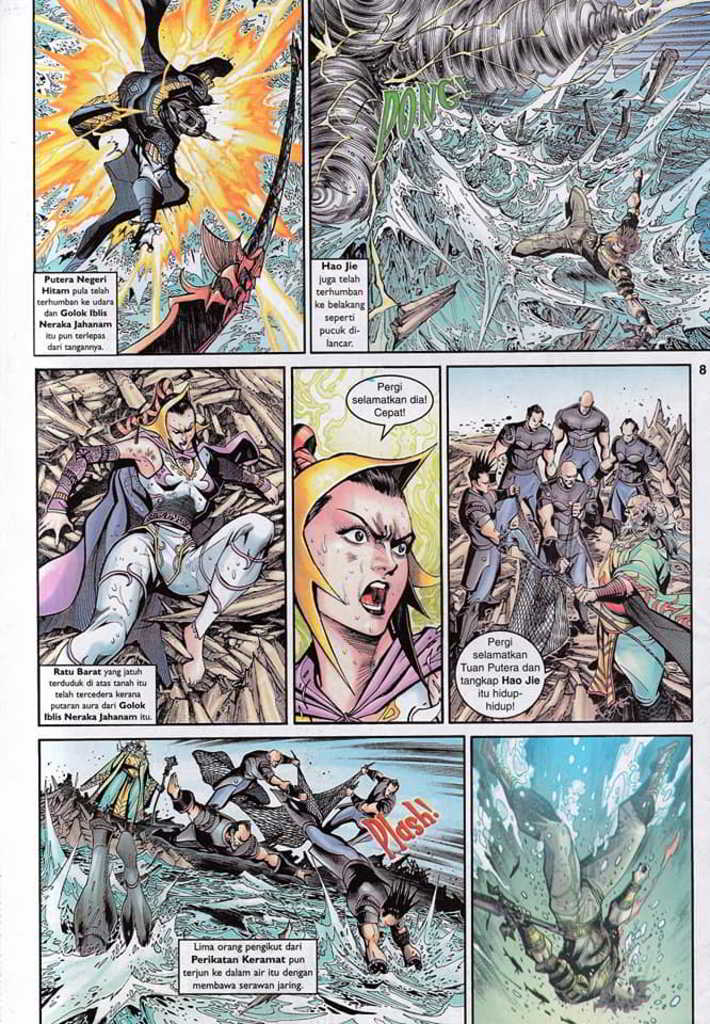 Putera Negeri
Hitam pula telah
terhumban ke udara
dan Golok Iblis
Neraka Jahanam
itu pun terlepas
dari tangannya.
DONG
Hao Jie
juga telah
terhumban
ke belakang
seperti
pucuk di-
lancar.
8
Ratu Barat yang jatuh
terduduk di atas tanah itu
telah tercedera kerana
putaran aura dari Golok
Iblis Neraka Jahanam itu.
Pergi
selamatkan dia!
Cepat!
Pergi
selamatkan
Tuan Putera
dan tangkap
Hao Jie
itu hidup-
hidup!
Plash!
Lima orang pengikut dari
Perikatan Keramat pun
terjun ke dalam air itu dengan
membawa serawan jaring.